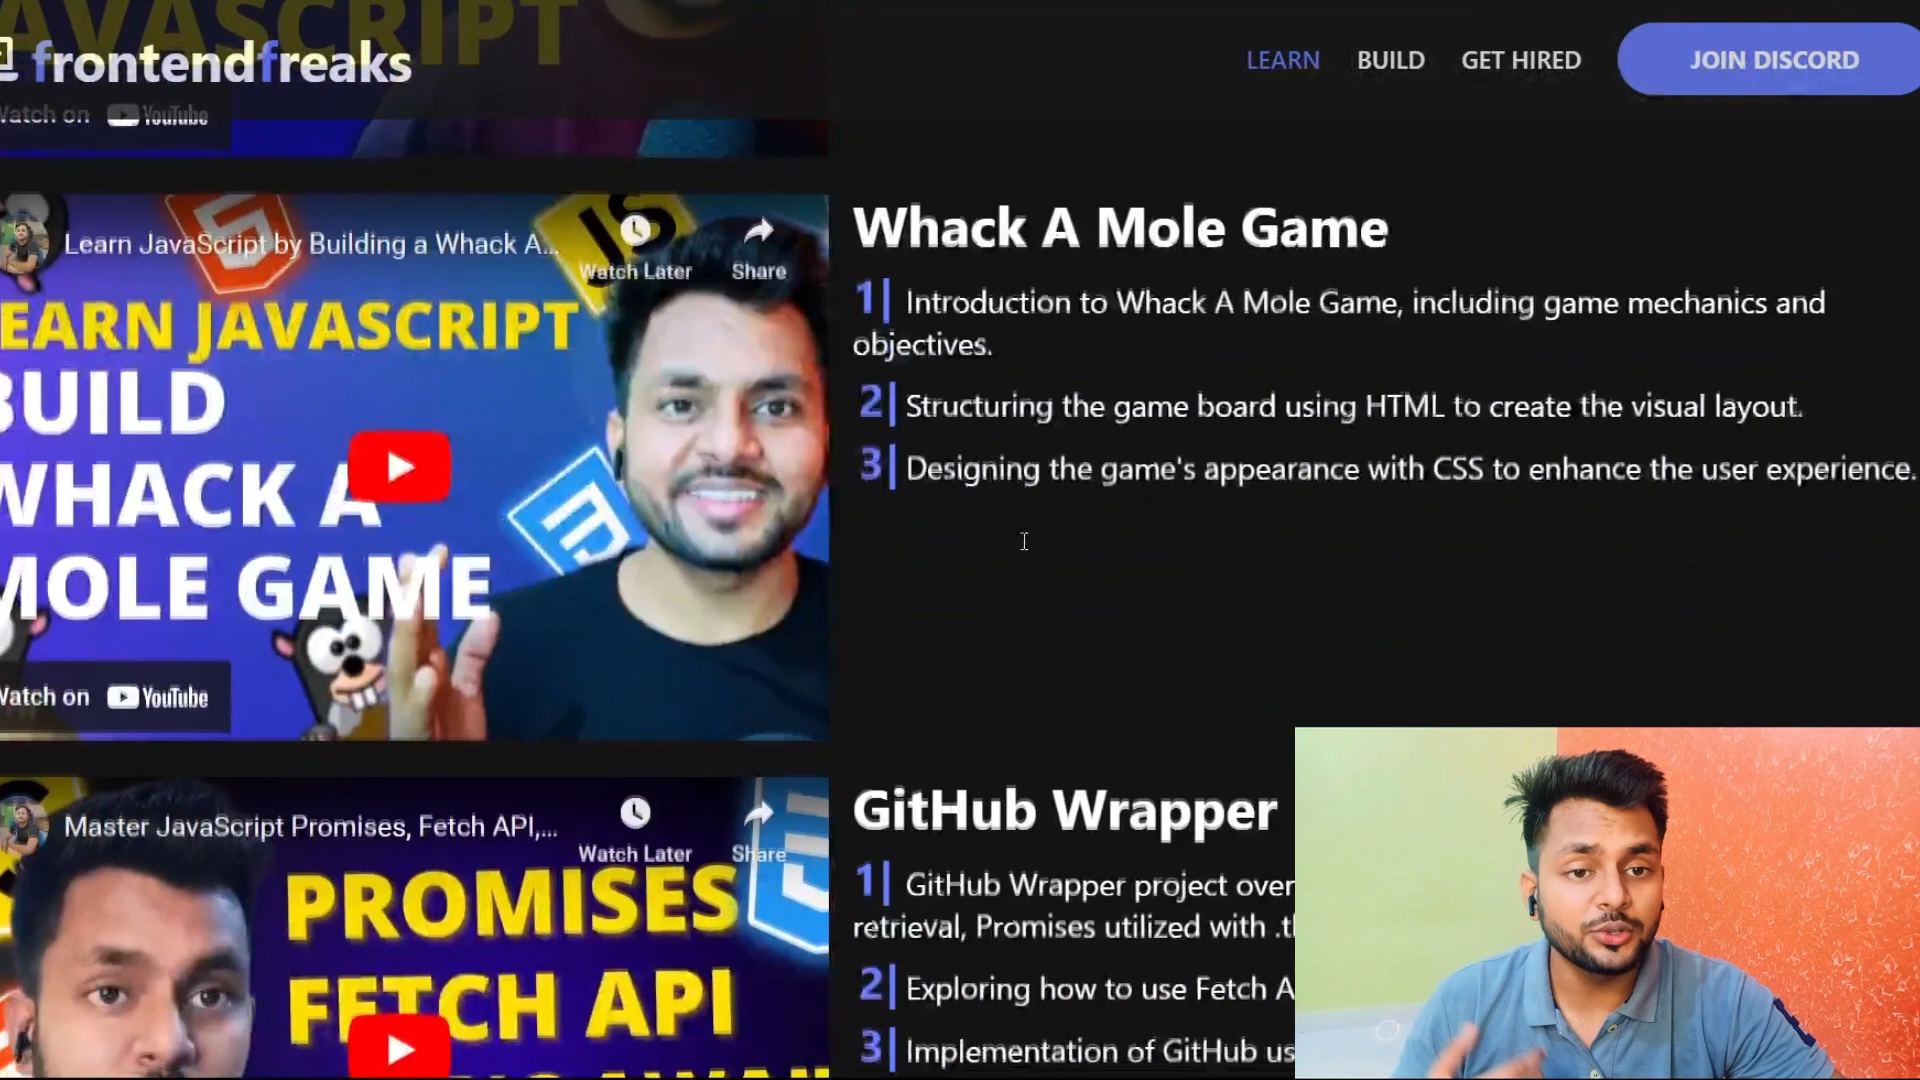 AVASCRIPT
frontendfreaks
LEARN BUILD GET HIRED JOIN DISCORD
Watch on YouTube
Learn JavaScript by Building a Whack A...
Watch Later Share
JS
EARN JAVASCRIPT
BUILD
WHACK A
MOLE GAME
Watch on YouTube
Whack A Mole Game
1| Introduction to Whack A Mole Game, including game mechanics and
objectives.
2| Structuring the game board using HTML to create the visual layout.
3| Designing the game's appearance with CSS to enhance the user experience.
Master JavaScript Promises, Fetch API,...
Watch Later Share
PROMISES
FETCH API
GitHub Wrapper
1| GitHub Wrapper project over
retrieval, Promises utilized with .t
2| Exploring how to use Fetch A
3| Implementation of GitHub us